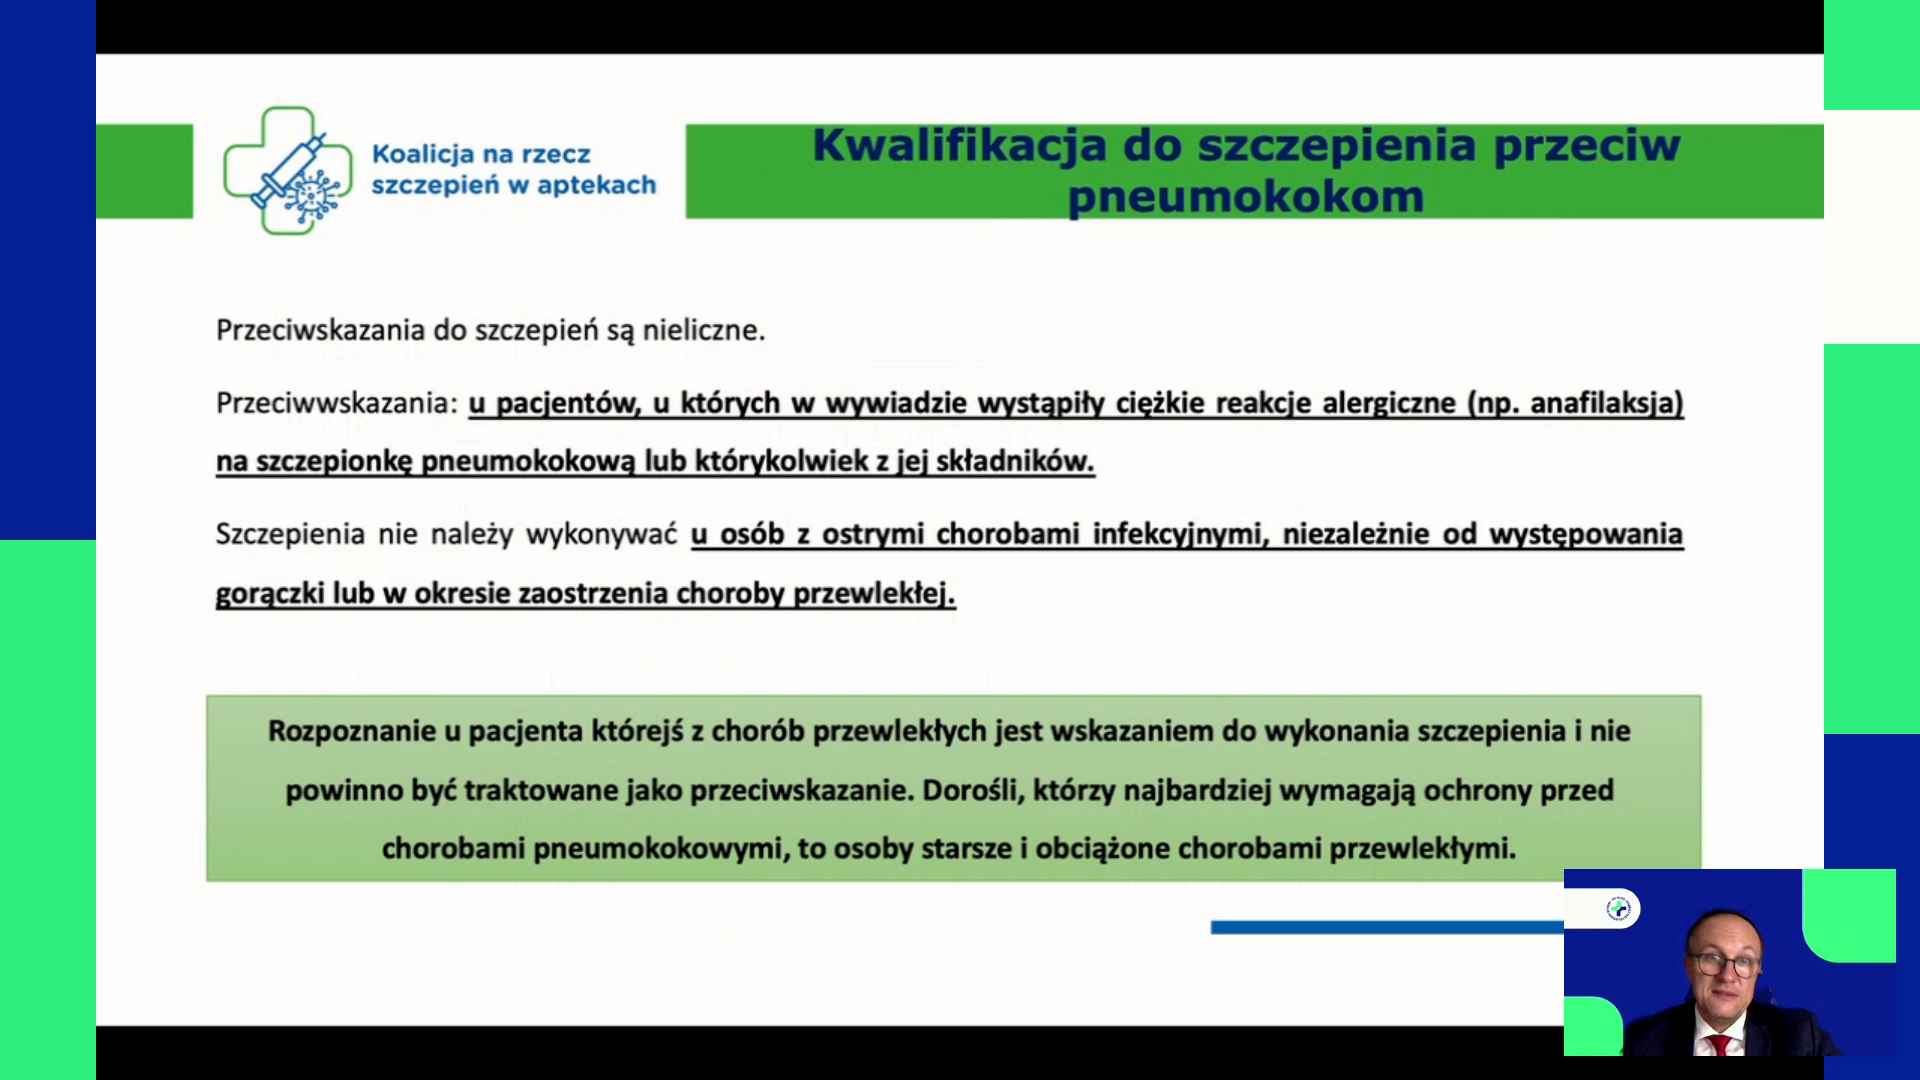 Koalicja na rzecz
szczepień w aptekach
Kwalifikacja do szczepienia przeciw
pneumokokom
Przeciwskazania do szczepień są nieliczne.
Przeciwwskazania: u pacjentów, u których w wywiadzie wystąpiły ciężkie reakcje alergiczne (np. anafilaksja)
na szczepionkę pneumokokową lub którykolwiek z jej składników.
Szczepienia nie należy wykonywać u osób z ostrymi chorobami infekcyjnymi, niezależnie od występowania
gorączki lub w okresie zaostrzenia choroby przewlekłej.
Rozpoznanie u pacjenta którejś z chorób przewlekłych jest wskazaniem do wykonania szczepienia i nie
powinno być traktowane jako przeciwskazanie. Dorośli, którzy najbardziej wymagają ochrony przed
chorobami pneumokokowymi, to osoby starsze i obciążone chorobami przewlekłymi.